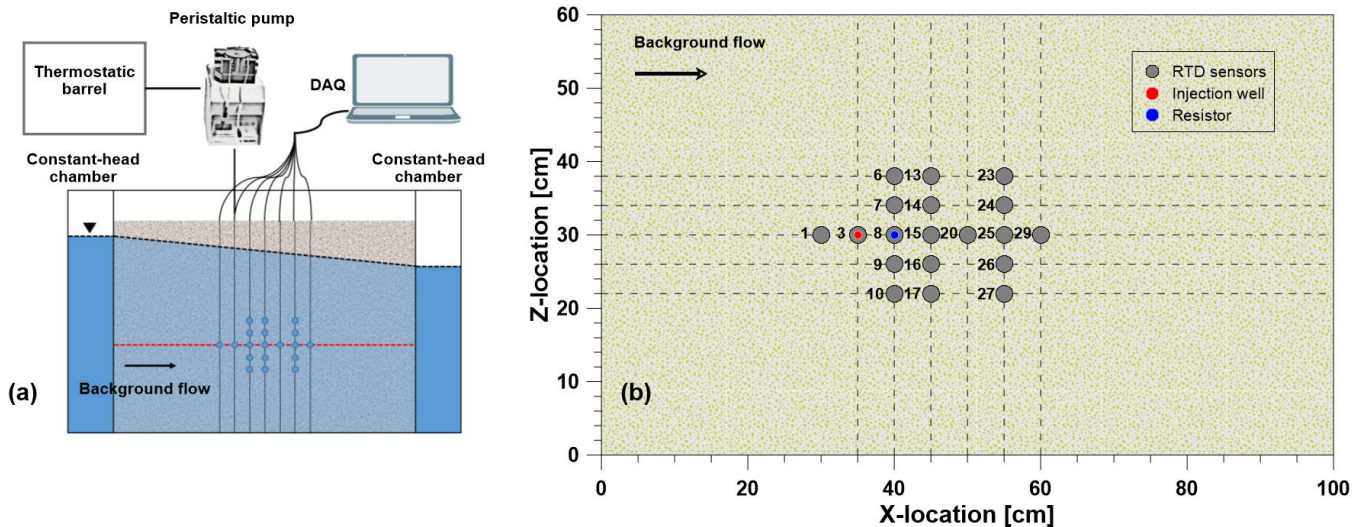 Peristaltic pump
Thermostatic
barrel
DAQ
Constant-head
chamber
Constant-head
chamber
Background flow
(a)
60
50
40
30
20
10
0
Z-location [cm]
Background flow
RTD sensors
Injection well
Resistor
6 13 23
7 14 24
1 3 8 15 20 25 29
9 16 26
10 17 27
(b)
0 20 40 60 80 100
X-location [cm]